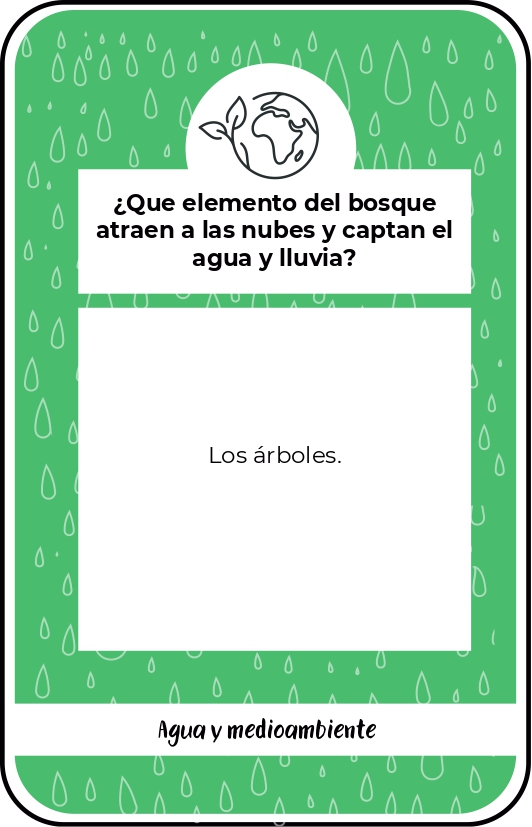 ¿Que elemento del bosque
atraen a las nubes y captan el
agua y lluvia?
Los árboles.
Agua y medioambiente